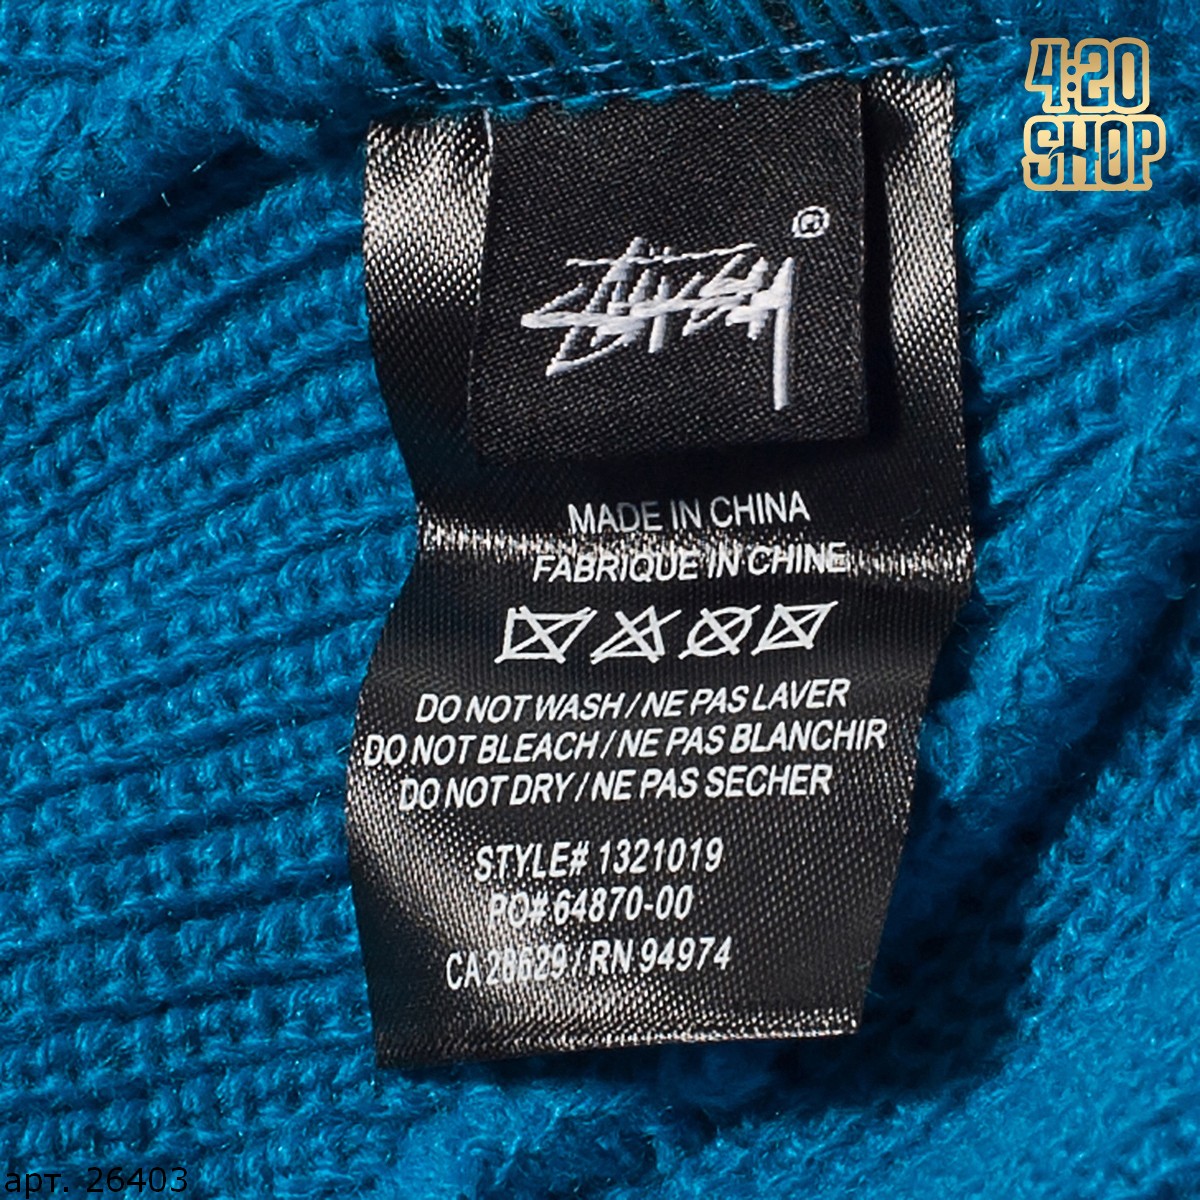 4:20
SHOP
Stüssy ®
MADE IN CHINA
FABRIQUE IN CHINE
DO NOT WASH / NE PAS LAVER
DO NOT BLEACH / NE PAS BLANCHIR
DO NOT DRY / NE PAS SECHER
STYLE# 1321019
PO# 64870-00
CA 28629 / RN 94974
арт. 26403